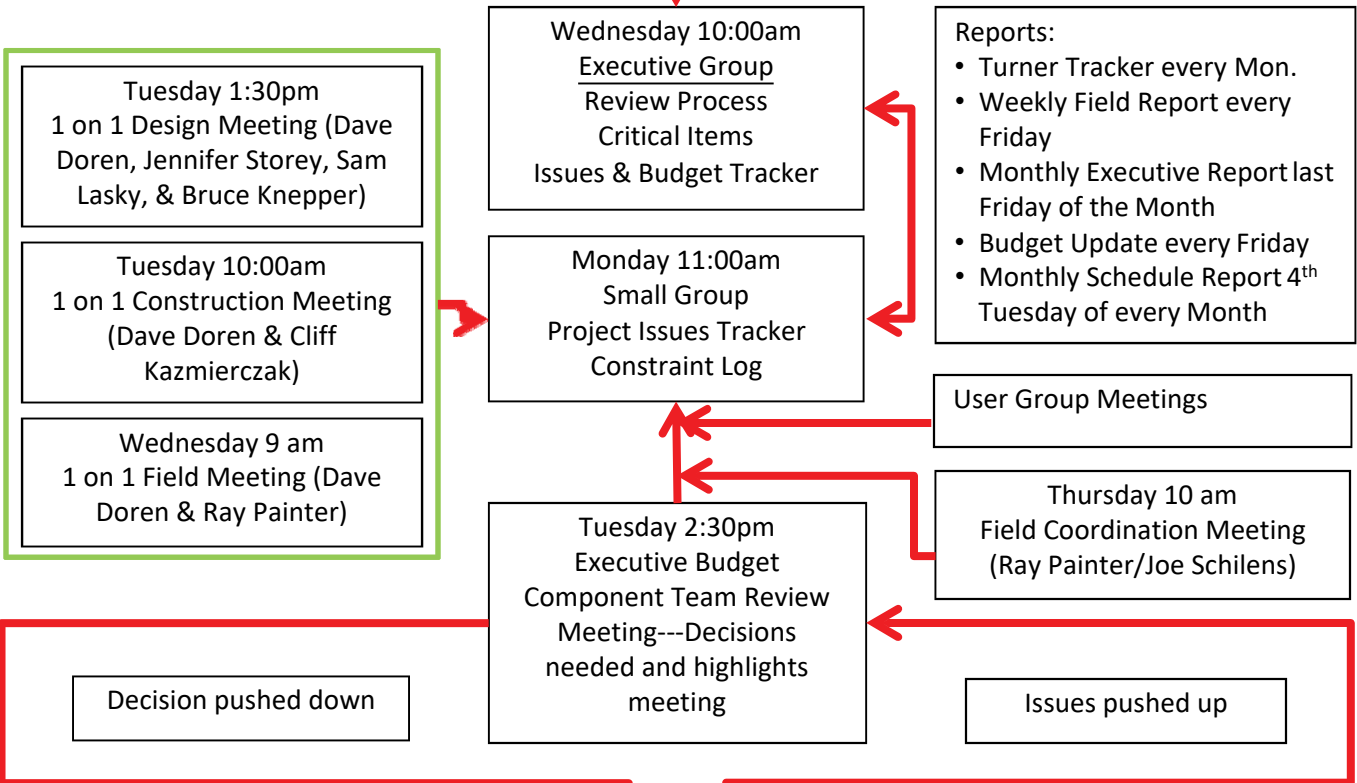 Wednesday 10:00am
Executive Group
Review Process
Critical Items
Issues & Budget Tracker
Reports:
• Turner Tracker every Mon.
• Weekly Field Report every
Friday
• Monthly Executive Report last
Friday of the Month
• Budget Update every Friday
• Monthly Schedule Report 4th
Tuesday of every Month
Tuesday 1:30pm
1 on 1 Design Meeting (Dave
Doren, Jennifer Storey, Sam
Lasky, & Bruce Knepper)
Tuesday 10:00am
1 on 1 Construction Meeting
(Dave Doren & Cliff
Kazmierczak)
Wednesday 9 am
1 on 1 Field Meeting (Dave
Doren & Ray Painter)
Monday 11:00am
Small Group
Project Issues Tracker
Constraint Log
User Group Meetings
Thursday 10 am
Field Coordination Meeting
(Ray Painter/Joe Schilens)
Tuesday 2:30pm
Executive Budget
Component Team Review
Meeting---Decisions
needed and highlights
meeting
Decision pushed down
Issues pushed up